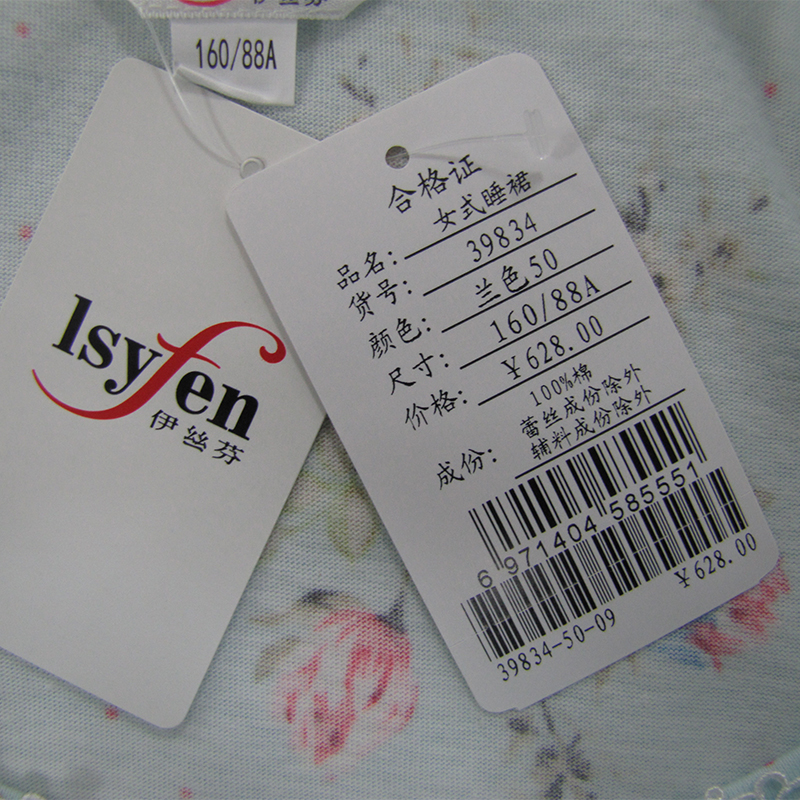 160/88A
lsyfen
伊丝芬
合格证
品名: 女式睡裙
货号: 39834
颜色: 兰色50
尺寸: 160/88A
价格: ￥628.00
成份: 100%棉
蕾丝成份除外
辅料成份除外
6 971404 585551
39834-50-09 ￥628.00